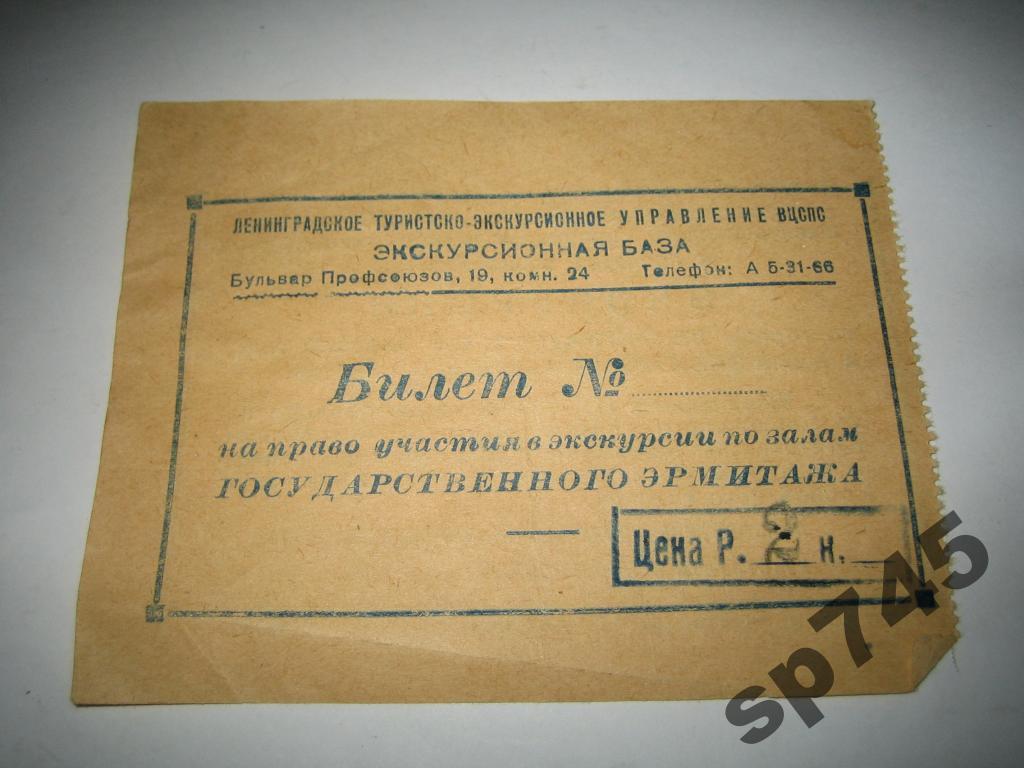 ЛЕНИНГРАДСКОЕ ТУРИСТСКО-ЭКСКУРСИОННОЕ УПРАВЛЕНИЕ ВЦСПС
ЭКСКУРСИОННАЯ БАЗА
Бульвар Профсоюзов, 19, комн. 24 Телефон: А 5-31-66
Билет №
на право участия в экскурсии по залам
ГОСУДАРСТВЕННОГО ЭРМИТАЖА
Цена Р. 2 к.
sp745